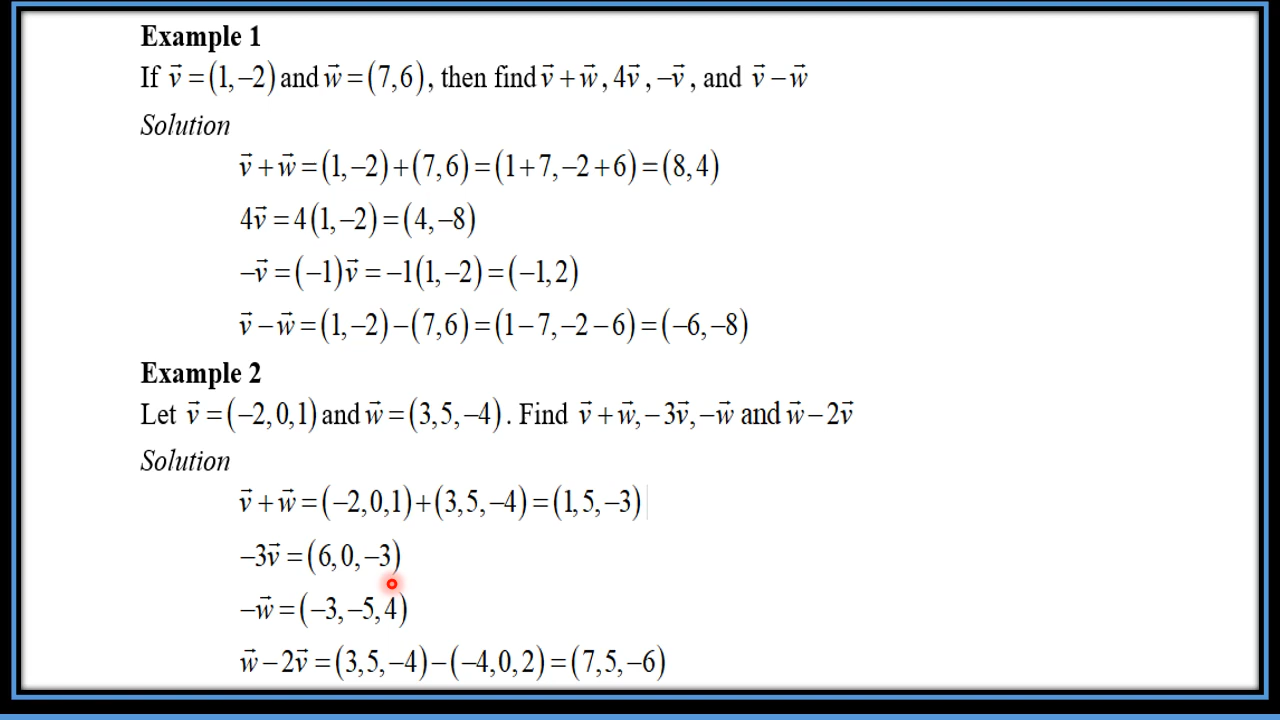 Example 1
If v⃗ = (1, –2) and w⃗ = (7, 6), then find v⃗ + w⃗, 4v⃗, –v⃗, and v⃗ – w⃗
Solution
v⃗ + w⃗ = (1, –2) + (7, 6) = (1 + 7, –2 + 6) = (8, 4)
4v⃗ = 4(1, –2) = (4, –8)
–v⃗ = (–1)v⃗ = –1(1, –2) = (–1, 2)
v⃗ – w⃗ = (1, –2) – (7, 6) = (1 – 7, –2 – 6) = (–6, –8)
Example 2
Let v⃗ = (–2, 0, 1) and w⃗ = (3, 5, –4). Find v⃗ + w⃗, –3v⃗, –w⃗ and w⃗ – 2v⃗
Solution
v⃗ + w⃗ = (–2, 0, 1) + (3, 5, –4) = (1, 5, –3)
–3v⃗ = (6, 0, –3)
–w⃗ = (–3, –5, 4)
w⃗ – 2v⃗ = (3, 5, –4) – (–4, 0, 2) = (7, 5, –6)